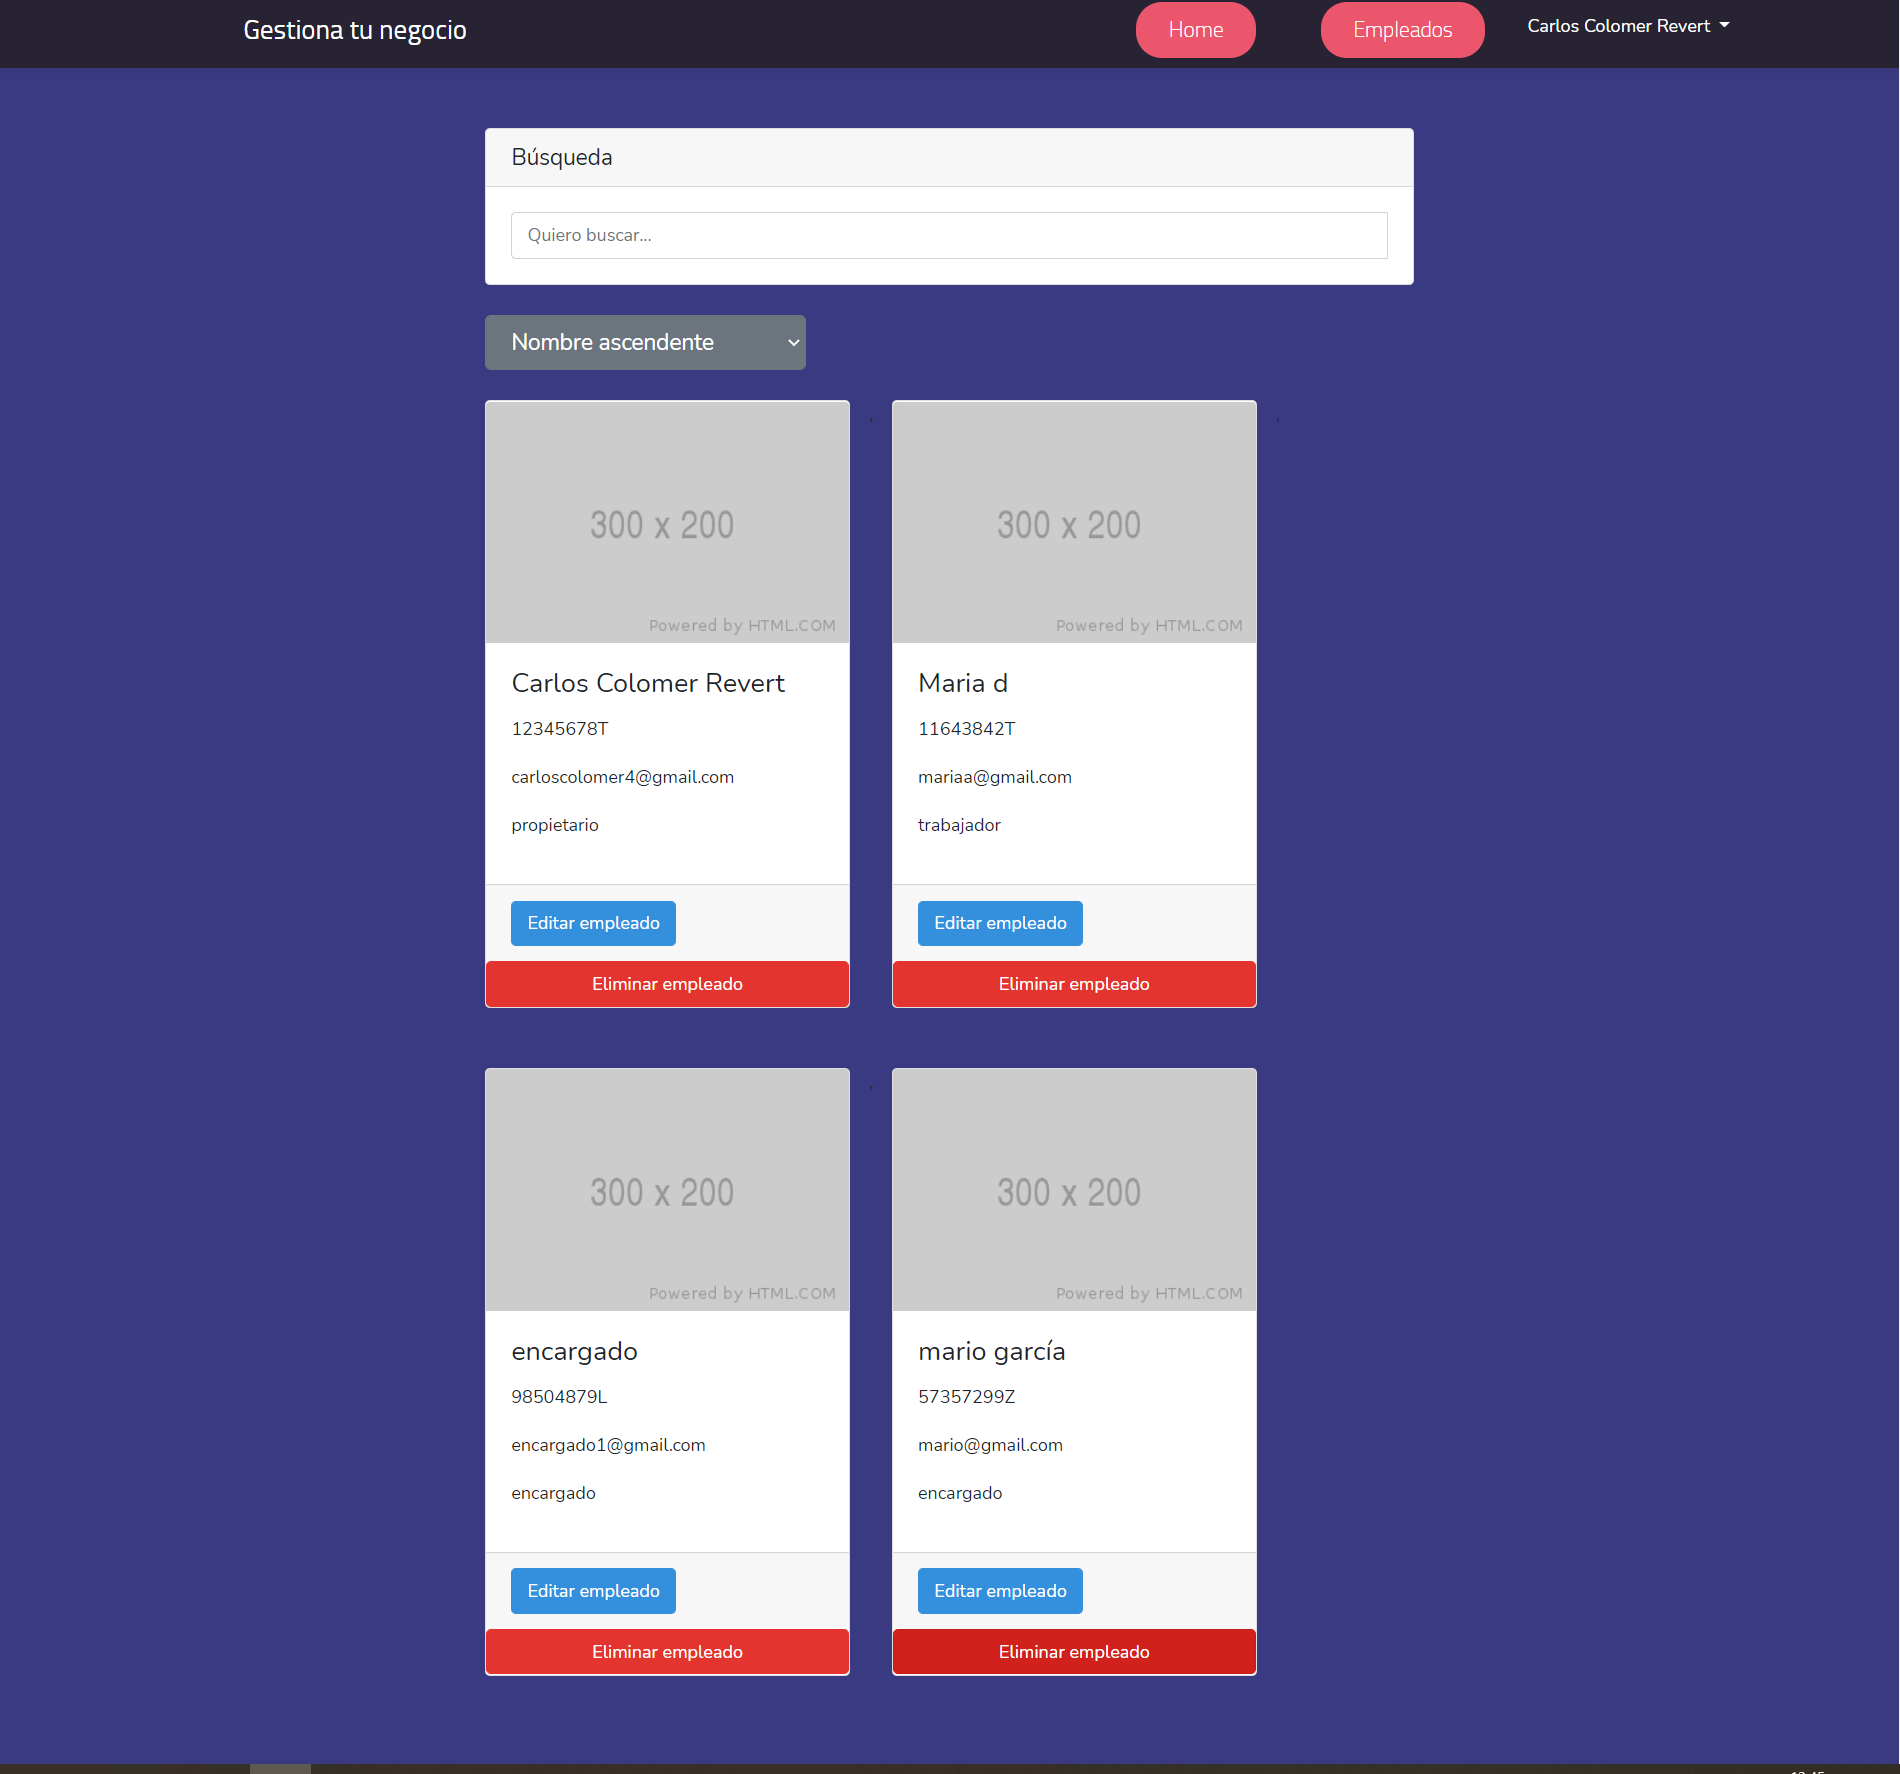 Gestiona tu negocio
Home
Empleados
Carlos Colomer Revert
Búsqueda
Quiero buscar...
Nombre ascendente
,
,
300 x 200
Powered by HTML.COM
Carlos Colomer Revert
12345678T
carloscolomer4@gmail.com
propietario
Editar empleado
Eliminar empleado
300 x 200
Powered by HTML.COM
Maria d
11643842T
mariaa@gmail.com
trabajador
Editar empleado
Eliminar empleado
,
300 x 200
Powered by HTML.COM
encargado
98504879L
encargado1@gmail.com
encargado
Editar empleado
Eliminar empleado
300 x 200
Powered by HTML.COM
mario garcía
57357299Z
mario@gmail.com
encargado
Editar empleado
Eliminar empleado